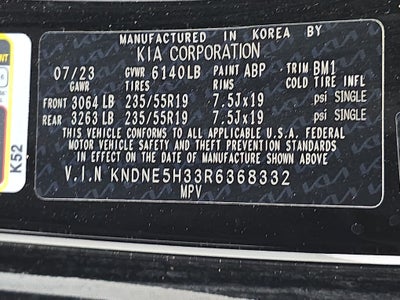 MANUFACTURED IN KOREA BY
KIA CORPORATION
07/23 GVWR 6140LB PAINT ABP TRIM BM1
GAWR TIRES RIMS COLD TIRE INFL
FRONT 3064 LB 235/55R19 7.5Jx19 psi SINGLE
REAR 3263 LB 235/55R19 7.5Jx19 psi SINGLE
THIS VEHICLE CONFORMS TO ALL APPLICABLE U.S.A. FEDERAL
MOTOR VEHICLE SAFETY AND THEFT PREVENTION STANDARDS
IN EFFECT ON THE DATE OF MANUFACTURE SHOWN ABOVE
V.I.N KNDNE5H33R6368332
MPV
K52